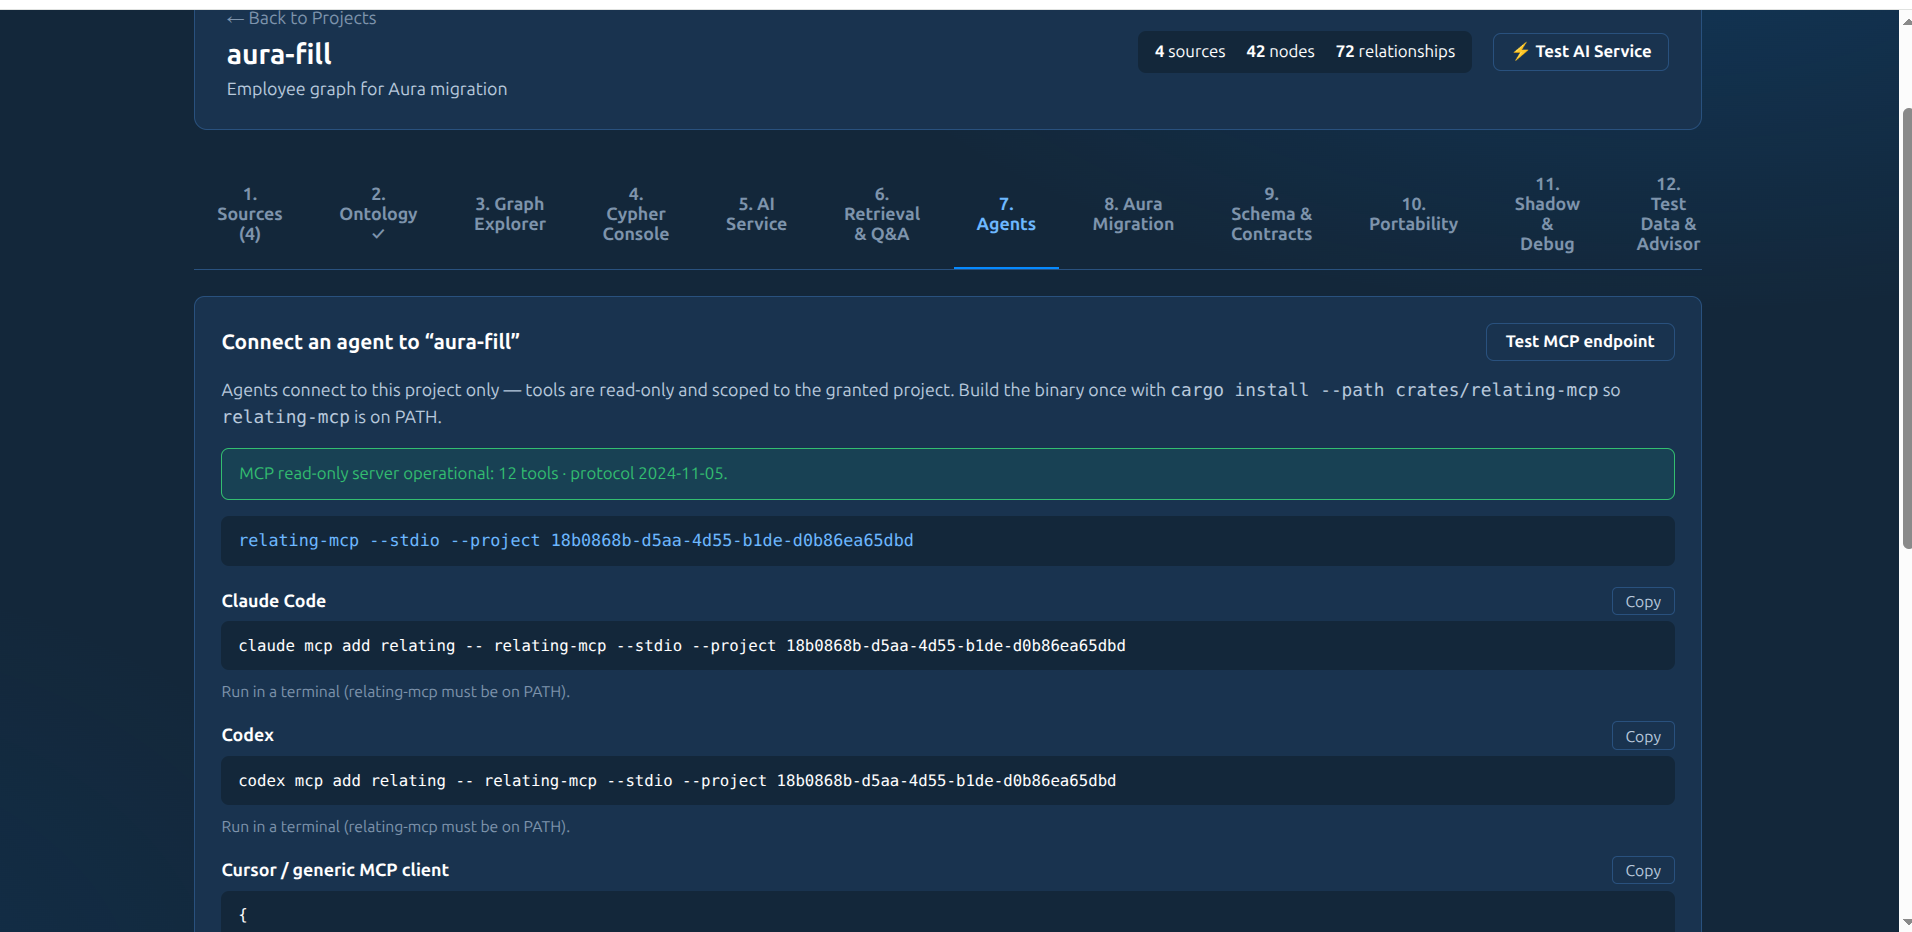 ← Back to Projects
aura-fill
Employee graph for Aura migration
4 sources 42 nodes 72 relationships
⚡ Test AI Service
1.
Sources
(4)
2.
Ontology
✓
3. Graph
Explorer
4.
Cypher
Console
5. AI
Service
6.
Retrieval
& Q&A
7.
Agents
8. Aura
Migration
9.
Schema &
Contracts
10.
Portability
11.
Shadow
&
Debug
12.
Test
Data &
Advisor
Connect an agent to “aura-fill”
Test MCP endpoint
Agents connect to this project only — tools are read-only and scoped to the granted project. Build the binary once with cargo install --path crates/relating-mcp so
relating-mcp is on PATH.
MCP read-only server operational: 12 tools · protocol 2024-11-05.
relating-mcp --stdio --project 18b0868b-d5aa-4d55-b1de-d0b86ea65dbd
Claude Code
Copy
claude mcp add relating -- relating-mcp --stdio --project 18b0868b-d5aa-4d55-b1de-d0b86ea65dbd
Run in a terminal (relating-mcp must be on PATH).
Codex
Copy
codex mcp add relating -- relating-mcp --stdio --project 18b0868b-d5aa-4d55-b1de-d0b86ea65dbd
Run in a terminal (relating-mcp must be on PATH).
Cursor / generic MCP client
Copy
{